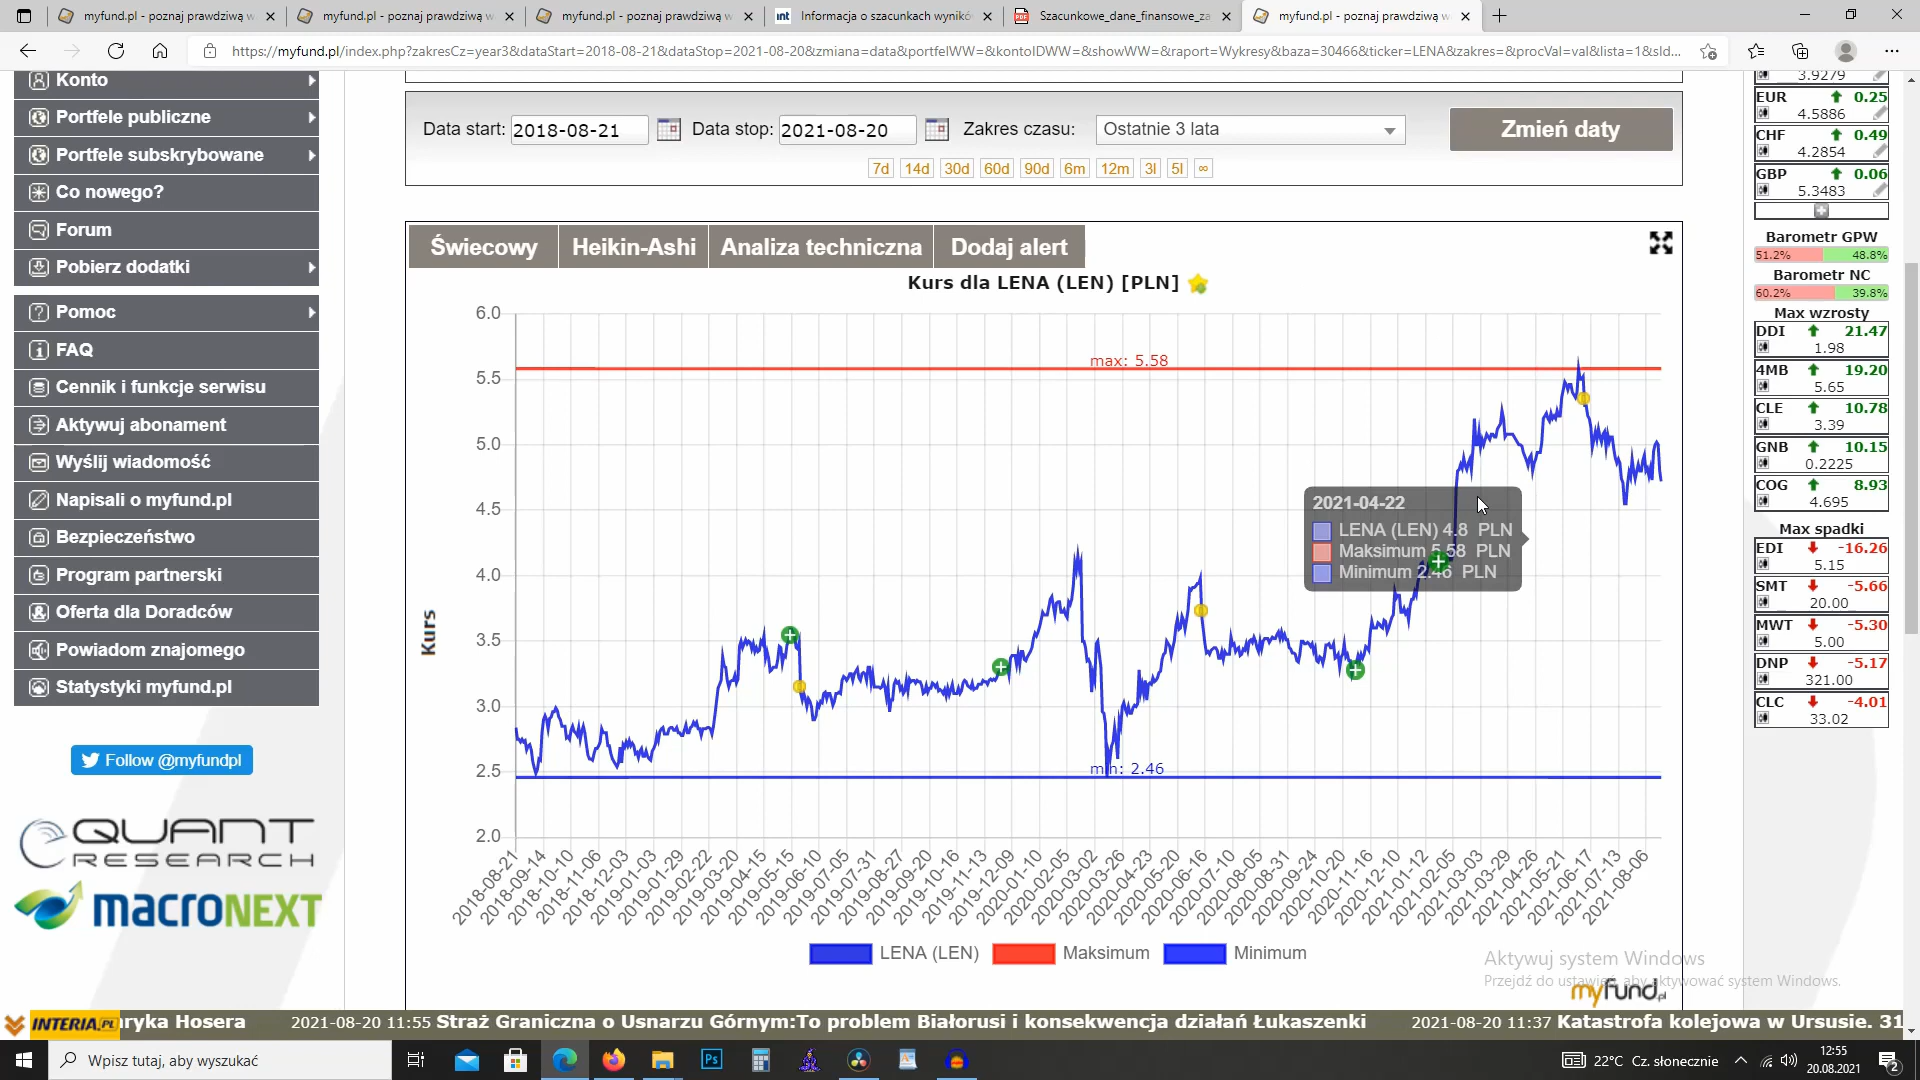 myfund.pl - poznaj prawdziwą w
myfund.pl - poznaj prawdziwą w
myfund.pl - poznaj prawdziwą w
int
Informacja o szacunkach wynikó
PDF
Szacunkowe_dane_finansowe_za
myfund.pl - poznaj prawdziwą w
https://myfund.pl/index.php?zakresCz=year3&dataStart=2018-08-21&dataStop=2021-08-20&zmiana=data&portfelWW=&kontoIDWW=&showWW=&raport=Wykresy&baza=30466&ticker=LENA&zakres=&procVal=val&lista=1&sld...
Konto
Portfele publiczne
Portfele subskrybowane
Co nowego?
Forum
Pobierz dodatki
Pomoc
FAQ
Cennik i funkcje serwisu
Aktywuj abonament
Wyślij wiadomość
Napisali o myfund.pl
Bezpieczeństwo
Program partnerski
Oferta dla Doradców
Powiadom znajomego
Statystyki myfund.pl
Follow @myfundpl
QUANT
RESEARCH
MACRONEXT
Data start: 2018-08-21 Data stop: 2021-08-20 Zakres czasu: Ostatnie 3 lata Zmień daty
7d 14d 30d 60d 90d 6m 12m 3l 5l ∞
Świecowy Heikin-Ashi Analiza techniczna Dodaj alert
Kurs dla LENA (LEN) [PLN]
6.0
5.5
5.0
4.5
4.0
3.5
3.0
2.5
2.0
Kurs
max: 5.58
min: 2.46
2021-04-22
LENA (LEN) 4.8 PLN
Maksimum 5.58 PLN
Minimum 2.46 PLN
2018-08-21
2018-09-14
2018-10-10
2018-11-06
2018-12-03
2019-01-03
2019-01-29
2019-02-22
2019-03-20
2019-04-15
2019-05-15
2019-06-10
2019-07-05
2019-07-31
2019-08-27
2019-09-20
2019-10-16
2019-11-13
2019-12-09
2020-01-10
2020-02-05
2020-03-02
2020-03-26
2020-04-23
2020-05-20
2020-06-16
2020-07-10
2020-08-05
2020-08-31
2020-09-24
2020-10-20
2020-11-16
2020-12-10
2021-01-12
2021-02-05
2021-03-03
2021-03-29
2021-04-26
2021-05-21
2021-06-17
2021-07-13
2021-08-06
LENA (LEN) Maksimum Minimum
myfund.pl
3.9279
EUR 0.25
4.5886
CHF 0.49
4.2854
GBP 0.06
5.3483
Barometr GPW
51.2% 48.8%
Barometr NC
60.2% 39.8%
Max wzrosty
DDI 21.47
1.98
4MB 19.20
5.65
CLE 10.78
3.39
GNB 10.15
0.2225
COG 8.93
4.695
Max spadki
EDI -16.26
5.15
SMT -5.66
20.00
MWT -5.30
5.00
DNP -5.17
321.00
CLC -4.01
33.02
Aktywuj system Windows
Przejdź do ustawień, aby aktywować system Windows.
INTERIA.PL ryka Hosera 2021-08-20 11:55 Straż Graniczna o Usnarzu Górnym:To problem Białorusi i konsekwencja działań Łukaszenki 2021-08-20 11:37 Katastrofa kolejowa w Ursusie. 31
Wpisz tutaj, aby wyszukać
Ps
22°C Cz. słonecznie
12:55
20.08.2021
2